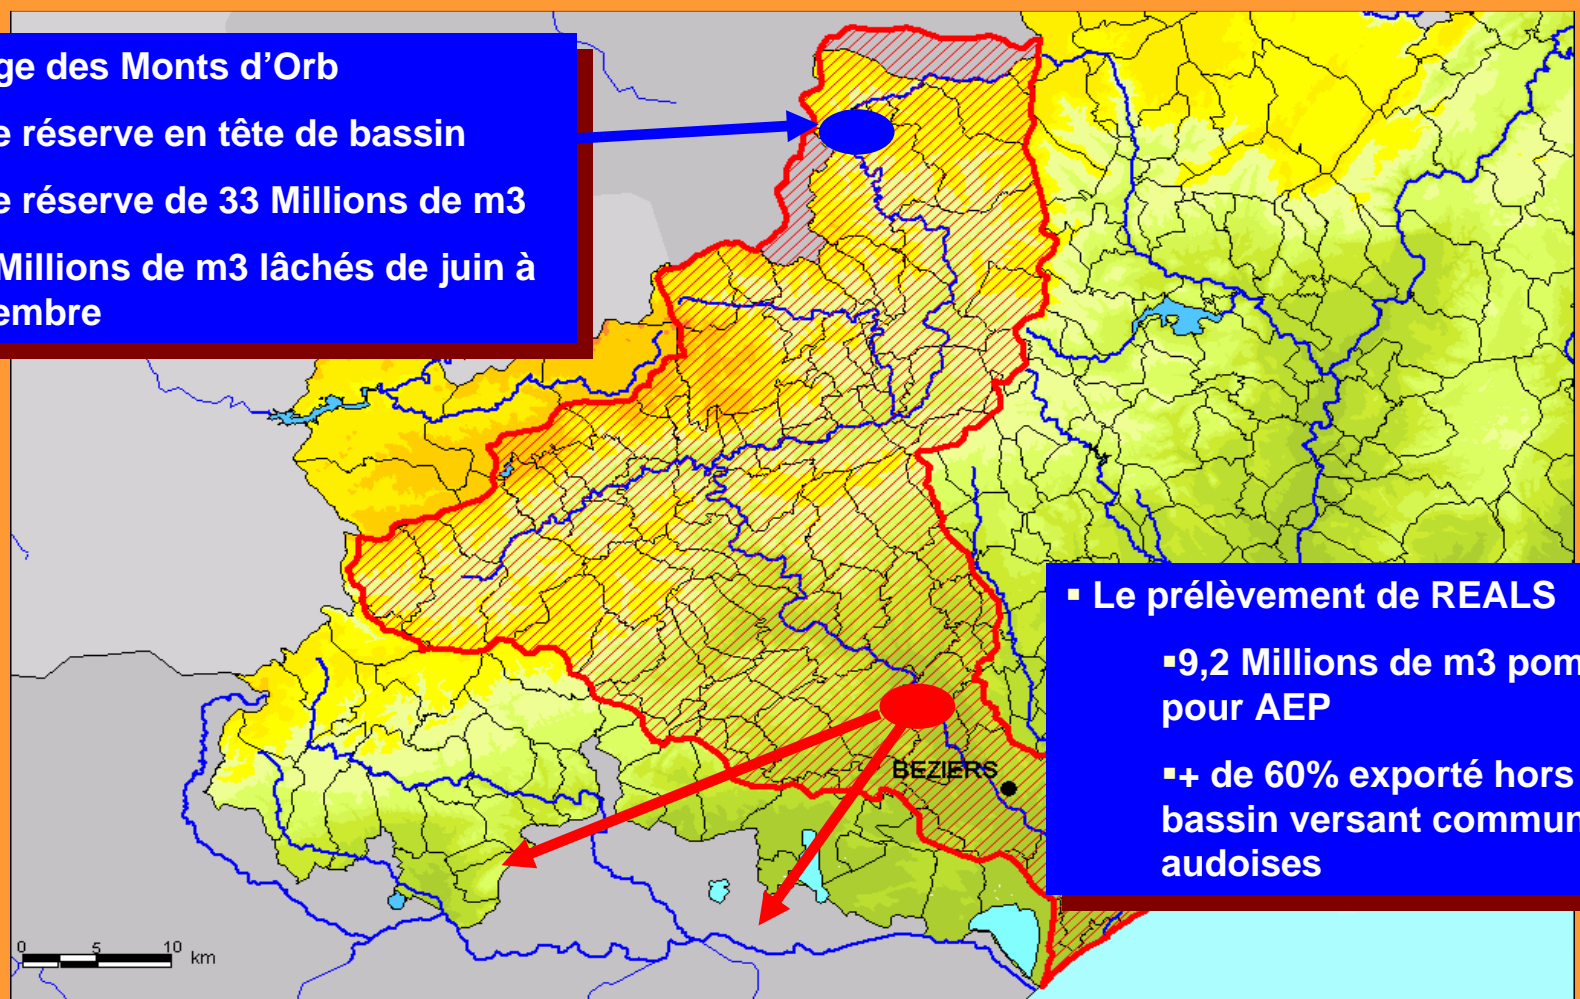 ge des Monts d’Orb
e réserve en tête de bassin
e réserve de 33 Millions de m3
Millions de m3 lâchés de juin à
embre
▪ Le prélèvement de REALS
▪9,2 Millions de m3 pom
pour AEP
▪+ de 60% exporté hors
bassin versant commun
audoises
BEZIERS
0 5 10 km